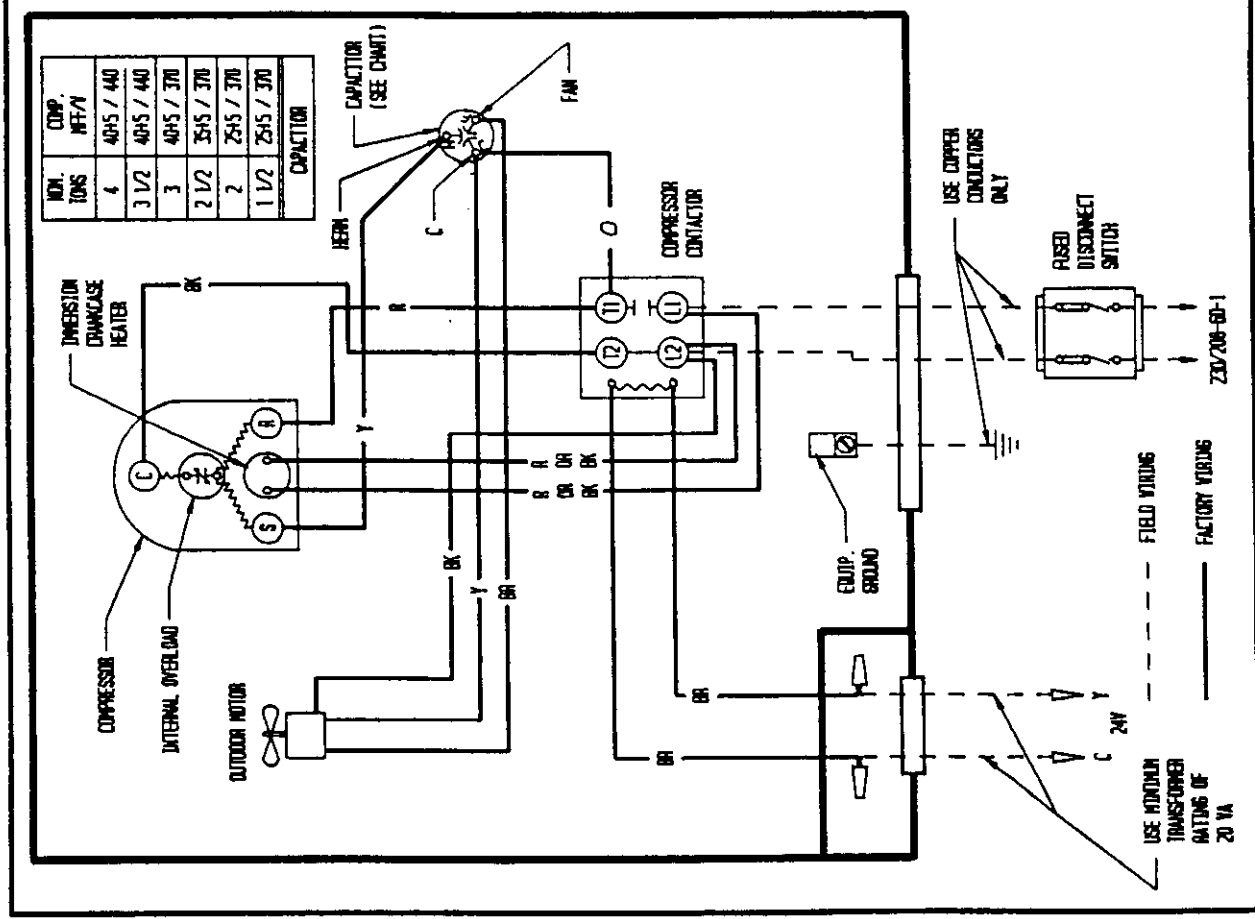 NOM. TONS
COMP. MFF/V
4 40+5 / 440
3 1/2 40+5 / 440
3 40+5 / 370
2 1/2 35+5 / 370
2 25+5 / 370
1 1/2 25+5 / 370
CAPACITOR
IMMERSION
CRANKCASE
HEATER
COMPRESSOR
INTERNAL OVERLOAD
OUTDOOR MOTOR
C
S
R
BK
R
Y
HERM
C
CAPACITOR
(SEE CHART)
H
C
FAN
O
COMPRESSOR
CONTACTOR
T2
T1
L2
L1
R OR BK
R OR BK
BK
Y
BR
BR
BR
EQUIP.
GROUND
USE COPPER
CONDUCTORS
ONLY
FUSED
DISCONNECT
SWITCH
230/208-60-1
C
24V
Y
USE MINIMUM
TRANSFORMER
RATING OF
20 VA
FIELD WIRING
FACTORY WIRING